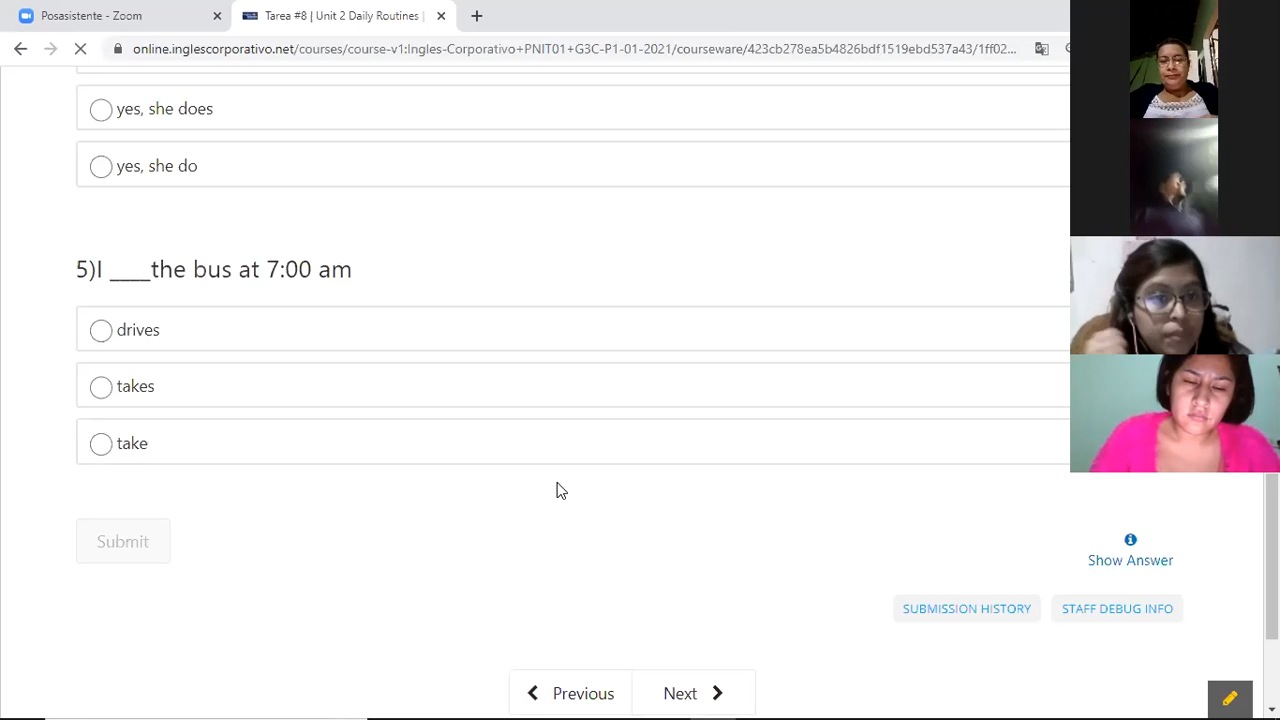 Posasistente - Zoom
Tarea #8 | Unit 2 Daily Routines |
online.inglescorporativo.net/courses/course-v1:Ingles-Corporativo+PNIT01+G3C-P1-01-2021/courseware/423cb278ea5b4826bdf1519ebd537a43/1ff02...
yes, she does
yes, she do
5)I ____the bus at 7:00 am
drives
takes
take
Submit
Show Answer
SUBMISSION HISTORY
STAFF DEBUG INFO
Previous
Next